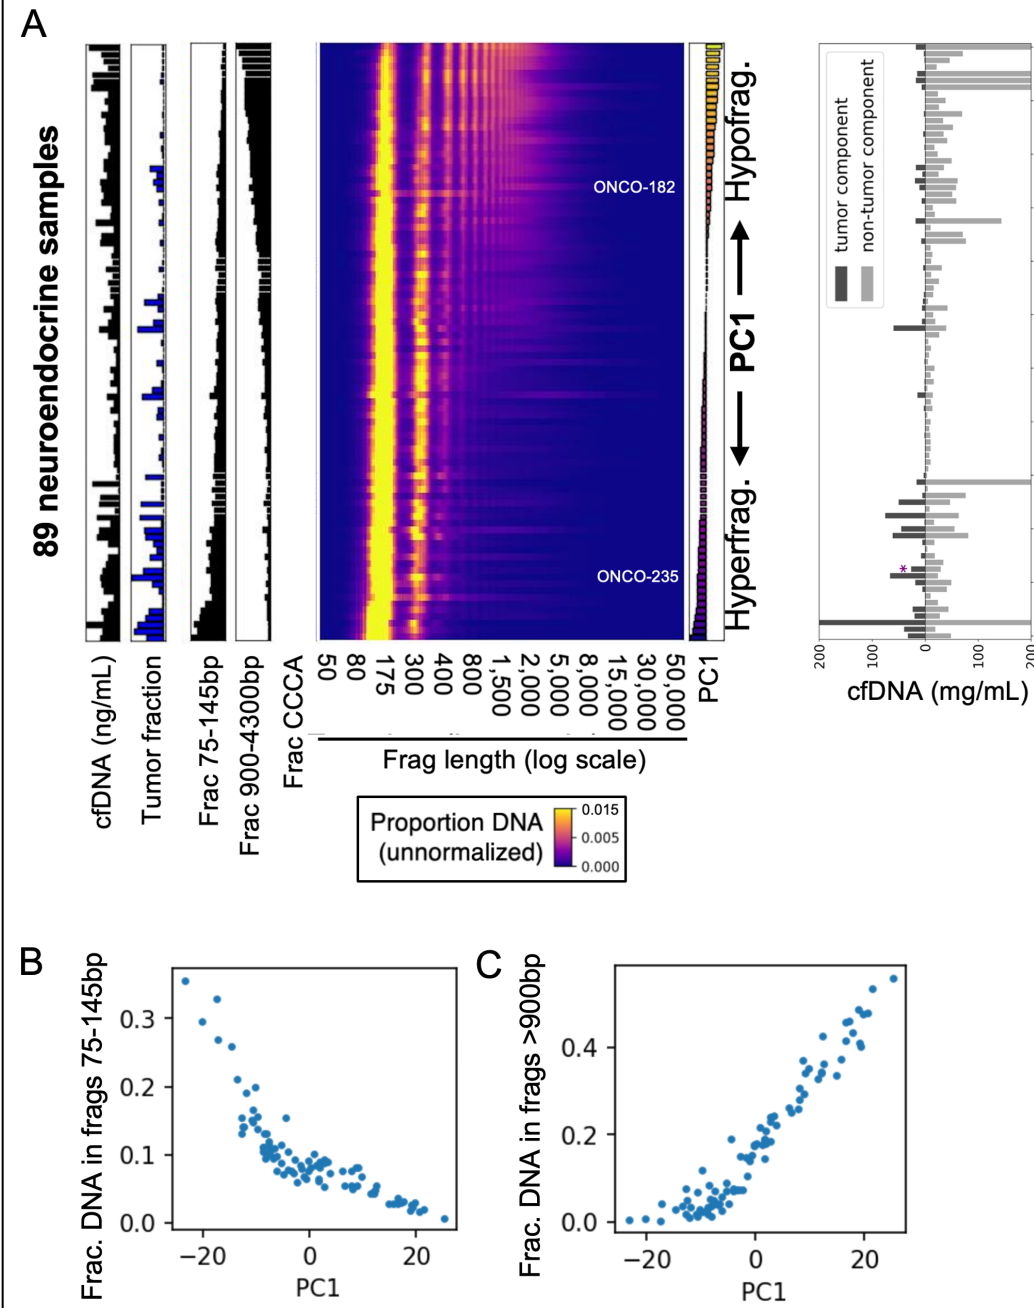 A
89 neuroendocrine samples
cfDNA (ng/mL)
Tumor fraction
Frac 75-145bp
Frac 900-4300bp
Frac CCCA
ONCO-182
ONCO-235
50
80
175
300
400
800
1,500
2,000
5,000
8,000
15,000
30,000
50,000
Frag length (log scale)
PC1
Hyperfrag.
PC1
Hypofrag.
tumor component
non-tumor component
*
200
100
0
100
200
cfDNA (mg/mL)
Proportion DNA
(unnormalized)
0.015
0.005
0.000
B
Frac. DNA in frags 75-145bp
0.3
0.2
0.1
0.0
−20
0
20
PC1
C
Frac. DNA in frags >900bp
0.4
0.2
0.0
−20
0
20
PC1